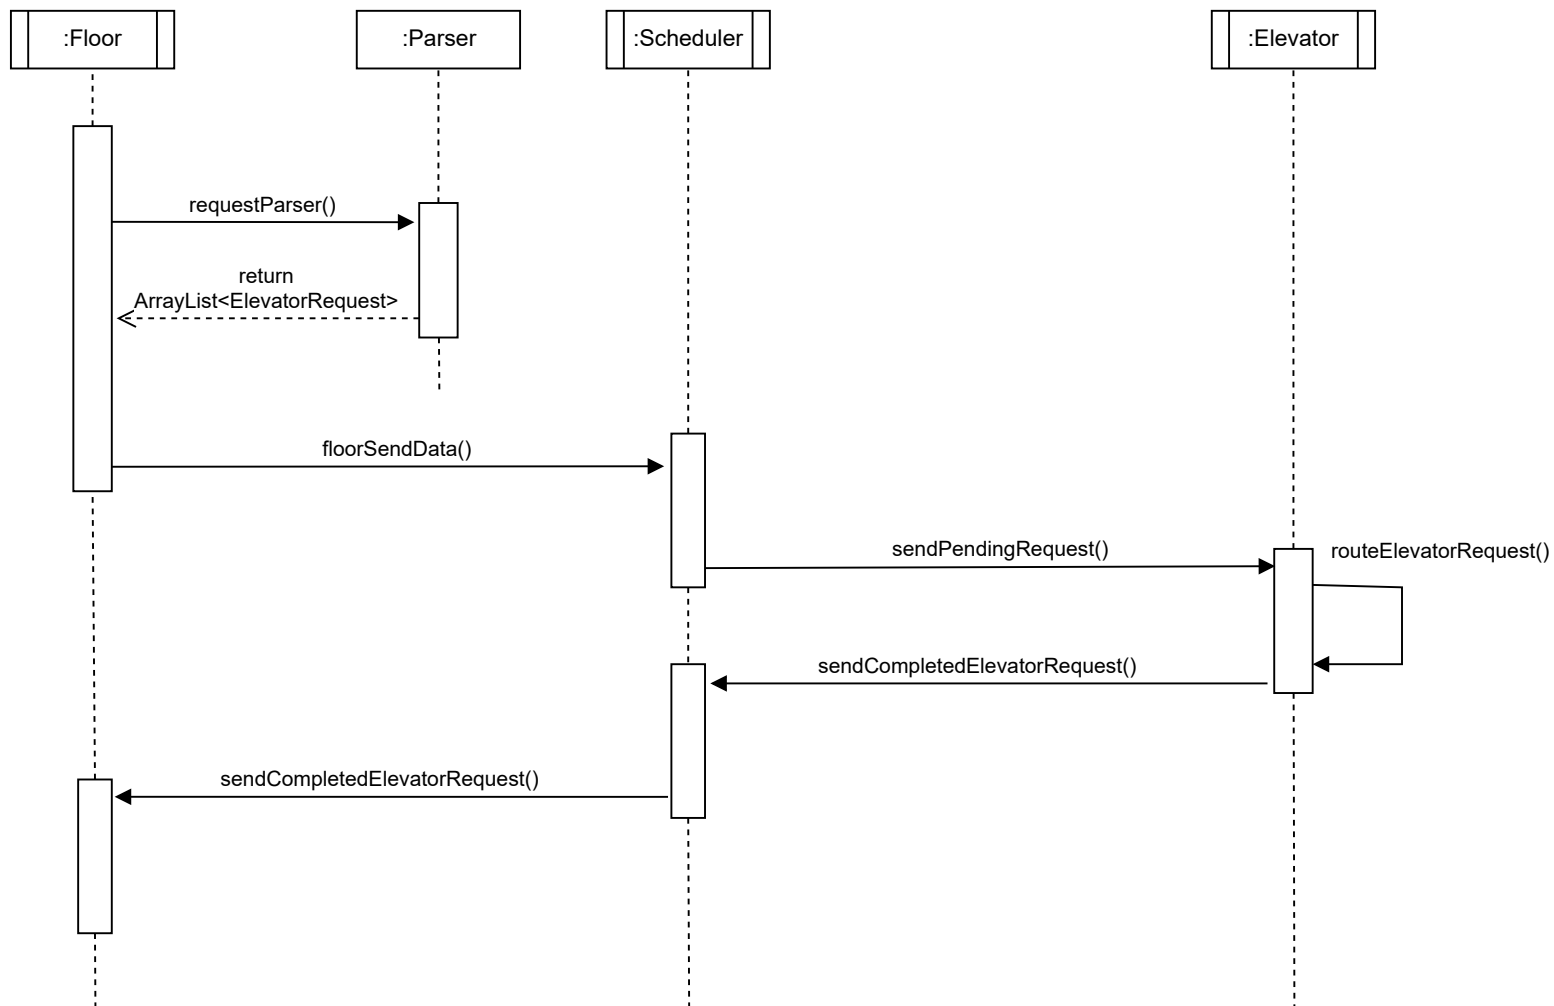 :Floor
:Parser
:Scheduler
:Elevator
requestParser()
return
ArrayList<ElevatorRequest>
floorSendData()
sendPendingRequest()
routeElevatorRequest()
sendCompletedElevatorRequest()
sendCompletedElevatorRequest()